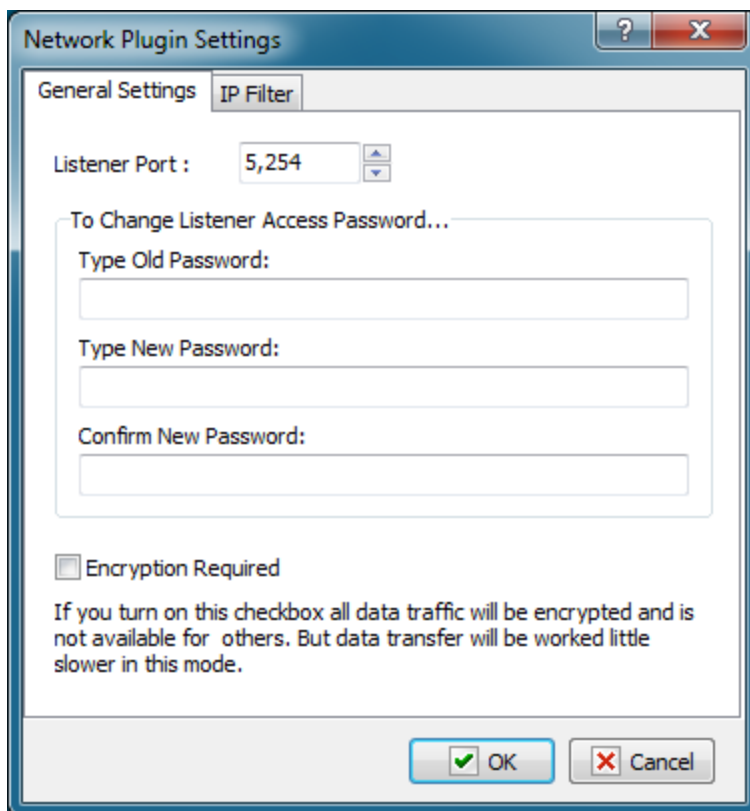 Network Plugin Settings
?
X
General Settings
IP Filter
Listener Port :
5,254
To Change Listener Access Password...
Type Old Password:
Type New Password:
Confirm New Password:
Encryption Required
If you turn on this checkbox all data traffic will be encrypted and is
not available for  others. But data transfer will be worked little
slower in this mode.
OK
Cancel